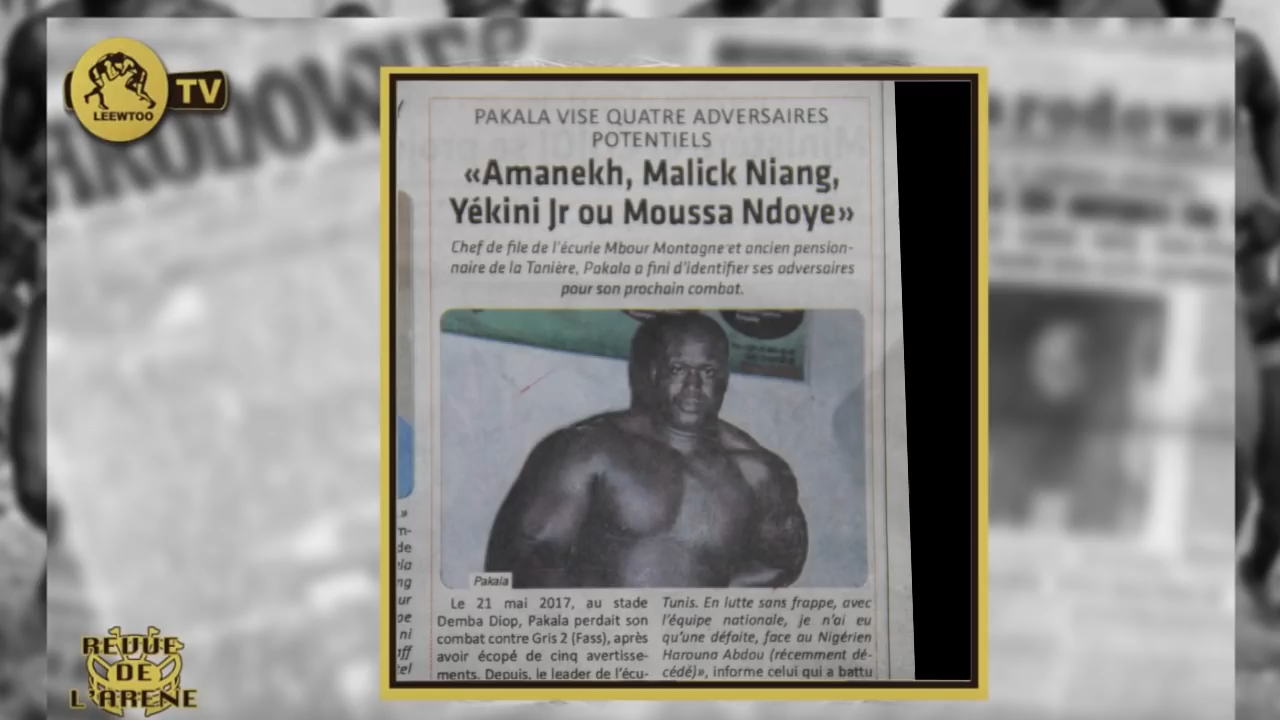 LEEWTOO
TV
PAKALA VISE QUATRE ADVERSAIRES
POTENTIELS
«Amanekh, Malick Niang,
Yékini Jr ou Moussa Ndoye»
Chef de file de l'écurie Mbour Montagne et ancien pension-
naire de la Tanière, Pakala a fini d'identifier ses adversaires
pour son prochain combat.
Pakala
Le 21 mai 2017, au stade
Demba Diop, Pakala perdait son
combat contre Gris 2 (Fass), après
avoir écopé de cinq avertisse-
ments. Depuis, le leader de l'écu-
Tunis. En lutte sans frappe, avec
l'équipe nationale, je n'ai eu
qu'une défaite, face au Nigérien
Harouna Abdou (récemment dé-
cédé)», informe celui qui a battu
REVUE
DE
L'ARENE